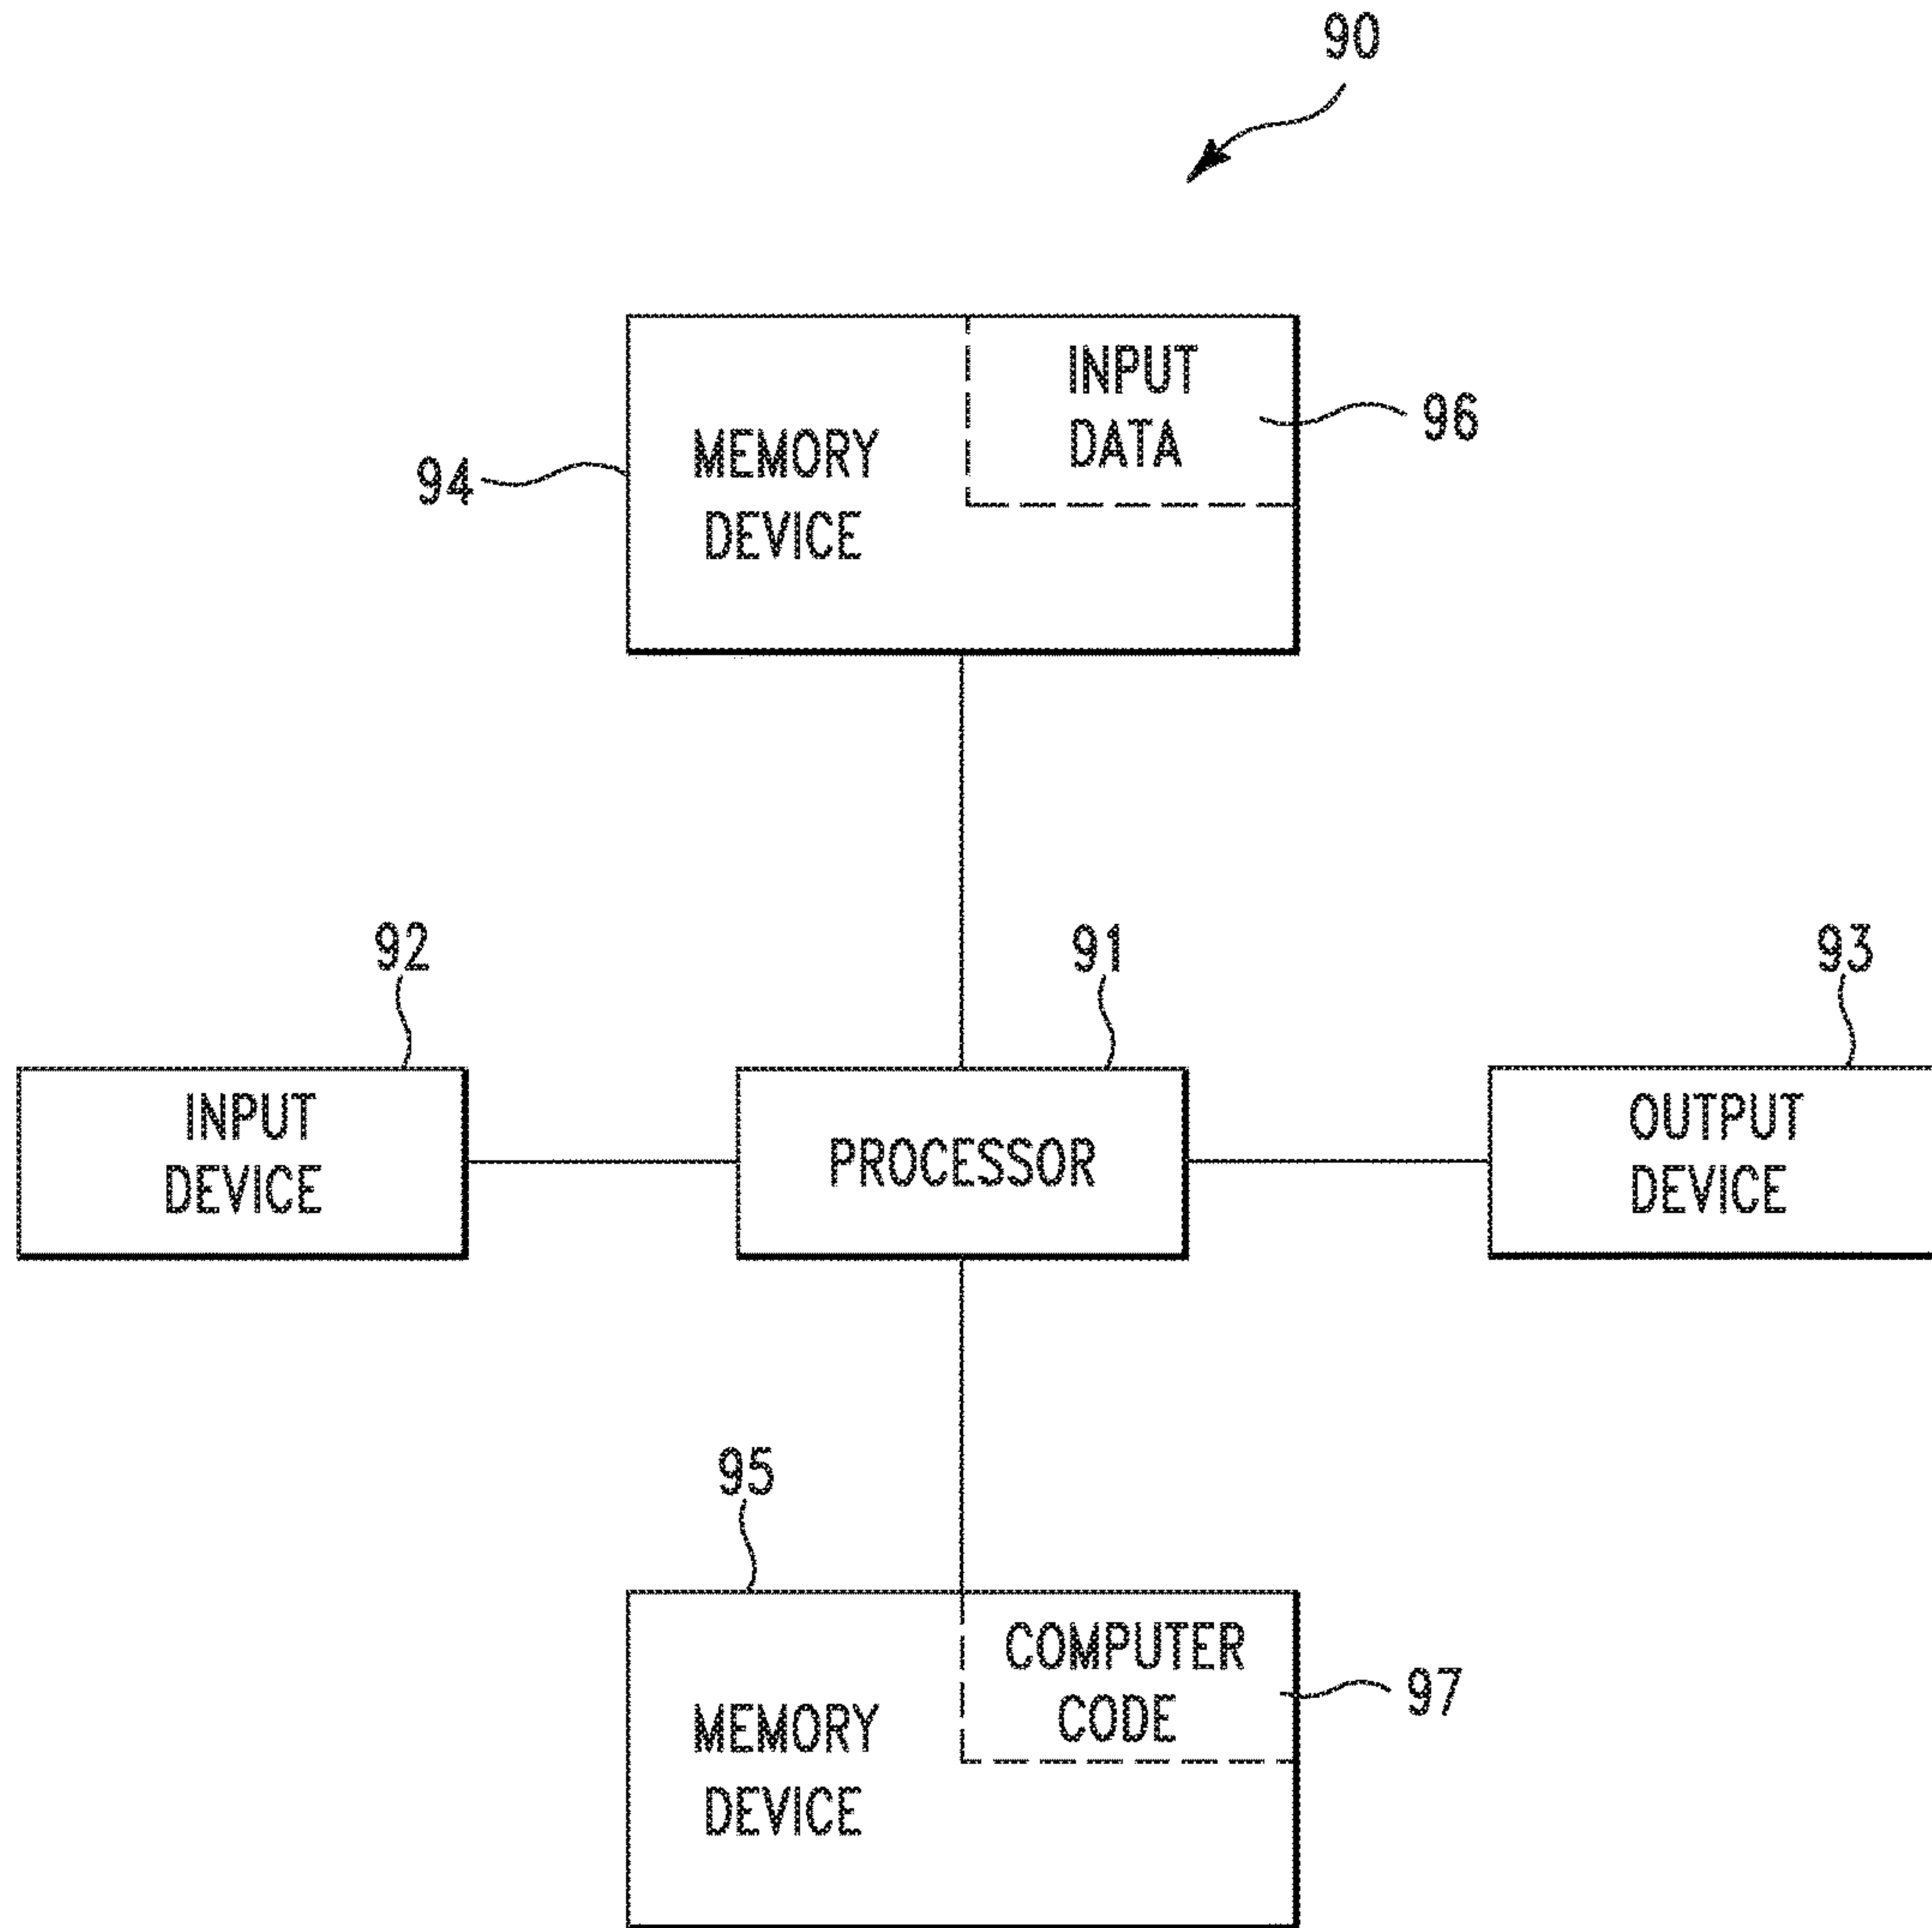 90
INPUT
DATA
96
MEMORY
DEVICE
94
92
91
93
INPUT
DEVICE
PROCESSOR
OUTPUT
DEVICE
95
COMPUTER
CODE
97
MEMORY
DEVICE